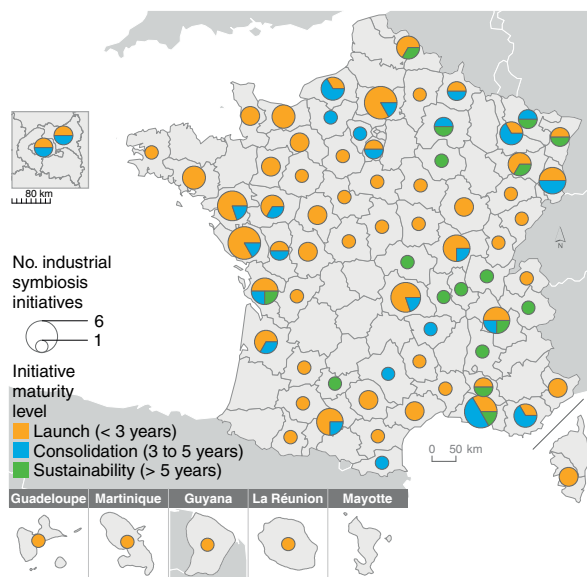 80 km
N
No. industrial
symbiosis
initiatives
6
1
Initiative
maturity
level
Launch (< 3 years)
Consolidation (3 to 5 years)
Sustainability (> 5 years)
0 50 km
Guadeloupe Martinique Guyana La Réunion Mayotte